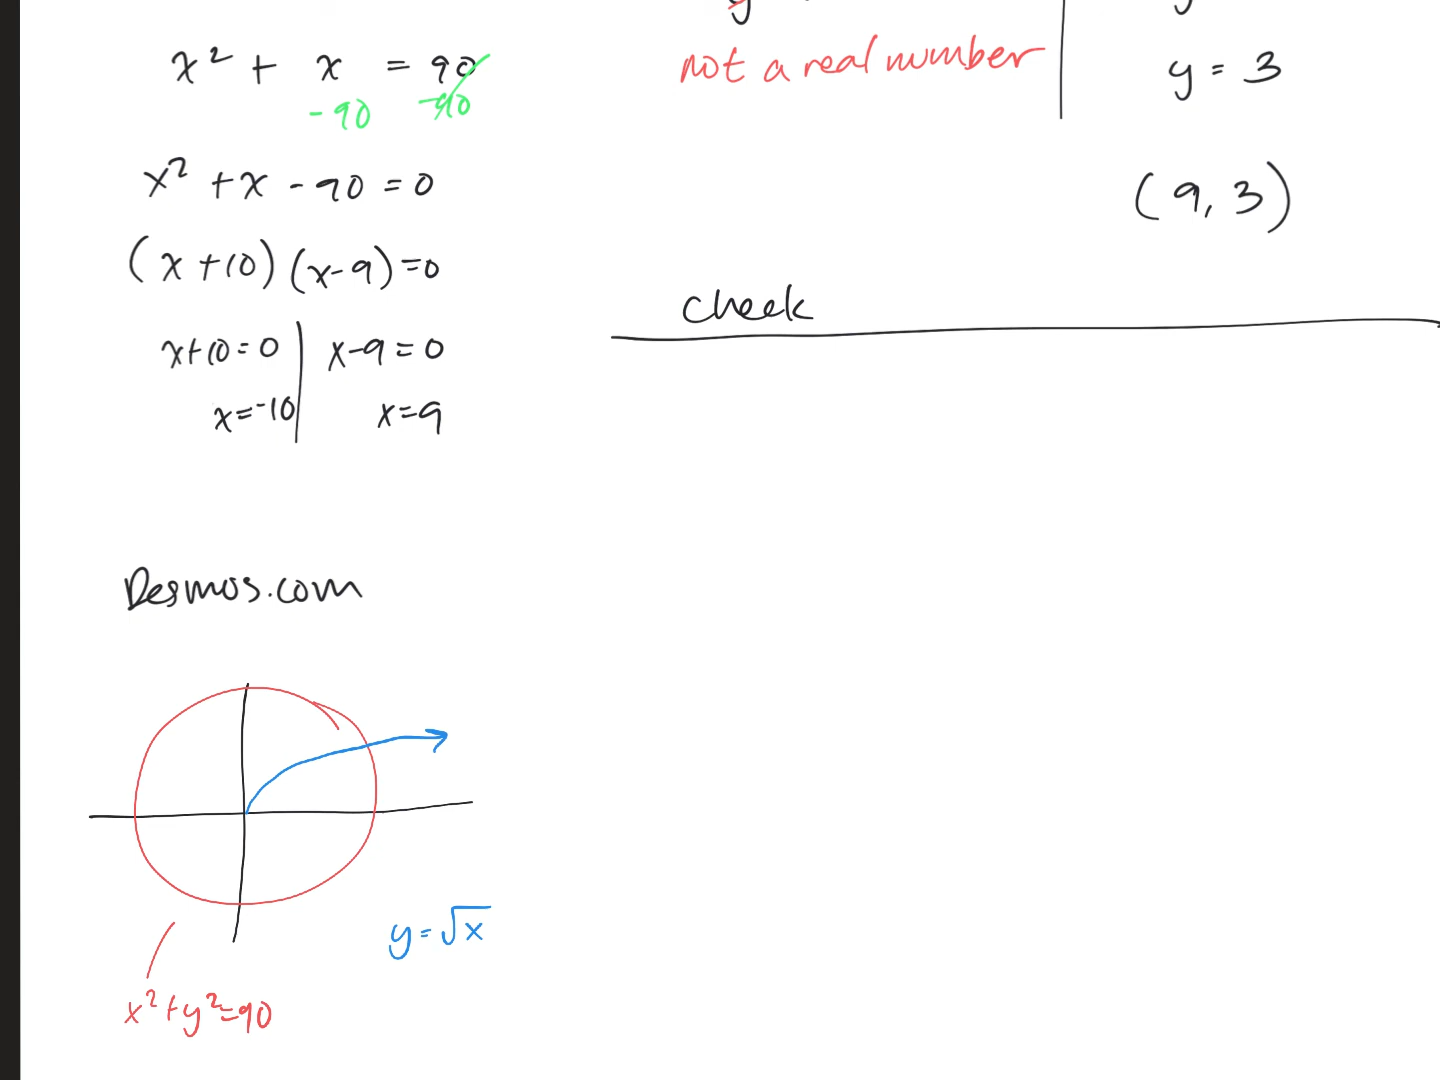 x² + x = 90
-90 -90
x² + x - 90 = 0
(x + 10) (x - 9) = 0
x + 10 = 0 | x - 9 = 0
x = -10 | x = 9
not a real number
y = 3
(9, 3)
Check
Desmos.com
y = √x
x² + y² = 90